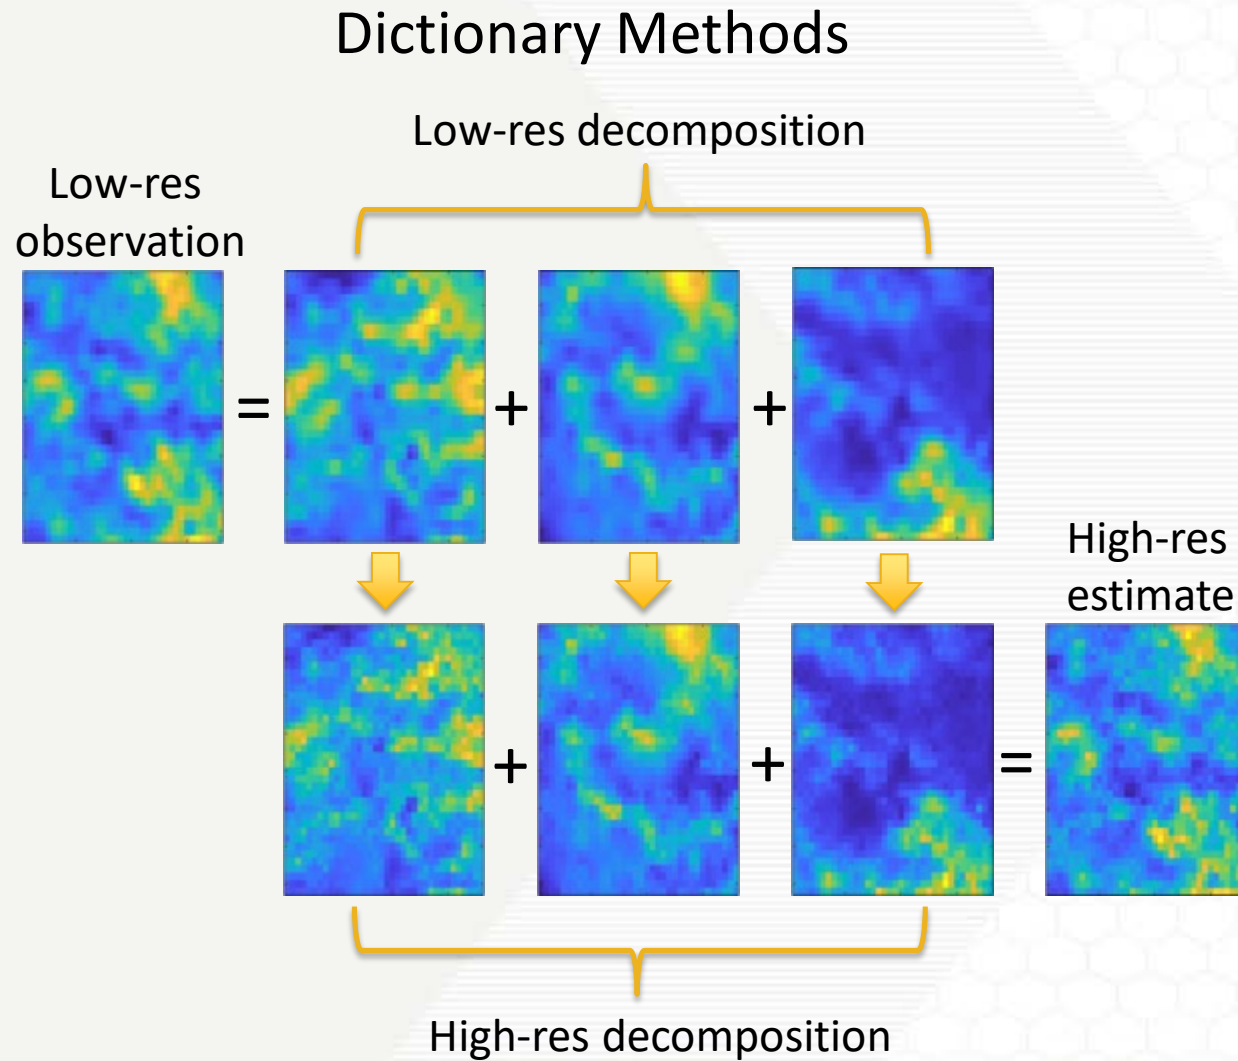 Dictionary Methods
Low-res decomposition
Low-res
observation
= + +
High-res
estimate
+ + =
High-res decomposition